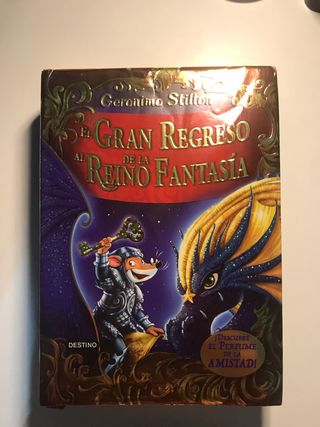 Geronimo Stilton
EL GRAN REGRESO
AL REINO DE LA FANTASÍA
DESTINO
¡DESCUBRE
EL PERFUME
DE LA
AMISTAD!